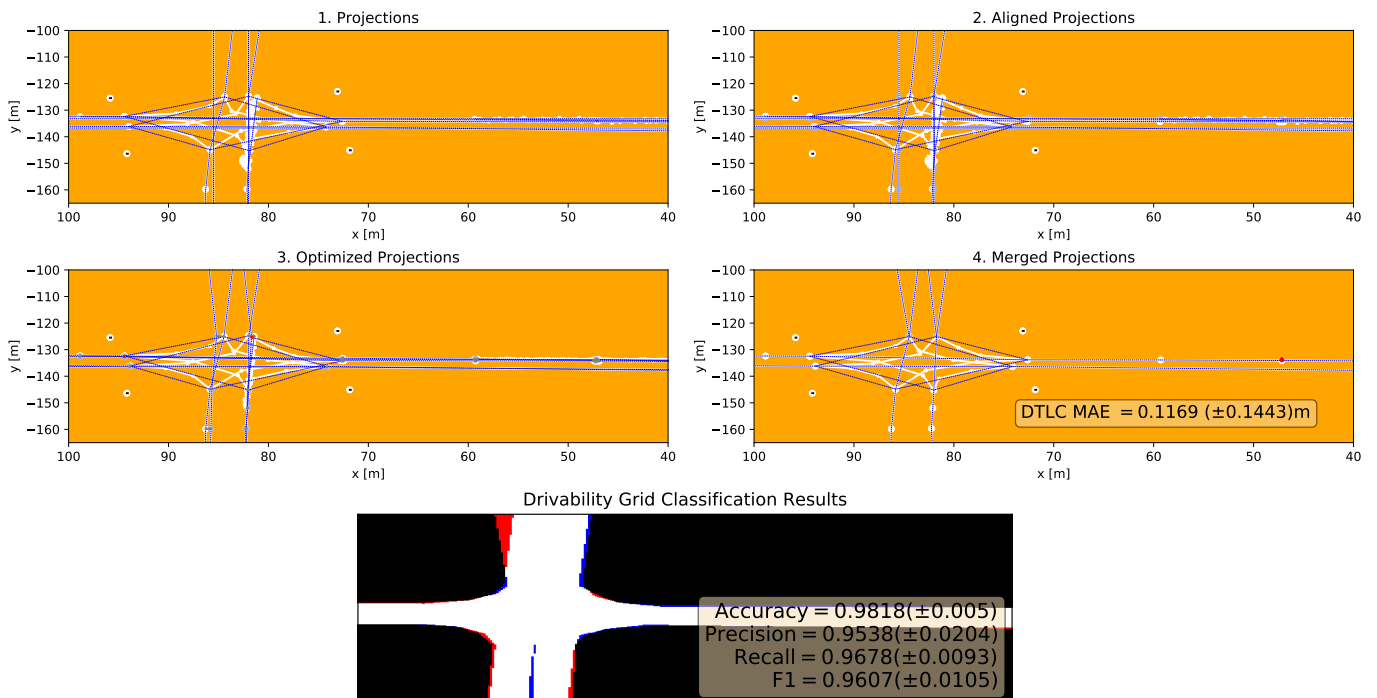 1. Projections
−100
−110
−120
−130
−140
−150
−160
y [m]
100 90 80 70 60 50 40
x [m]
2. Aligned Projections
−100
−110
−120
−130
−140
−150
−160
y [m]
100 90 80 70 60 50 40
x [m]
3. Optimized Projections
−100
−110
−120
−130
−140
−150
−160
y [m]
100 90 80 70 60 50 40
x [m]
4. Merged Projections
−100
−110
−120
−130
−140
−150
−160
y [m]
DTLC MAE = 0.1169 (±0.1443)m
100 90 80 70 60 50 40
x [m]
Drivability Grid Classification Results
Accuracy = 0.9818(±0.005)
Precision = 0.9538(±0.0204)
Recall = 0.9678(±0.0093)
F1 = 0.9607(±0.0105)